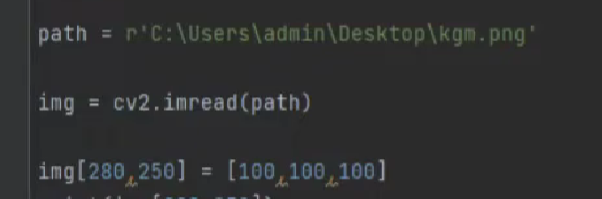 path = r'C:\Users\admin\Desktop\kgm.png'
img = cv2.imread(path)
img[280,250] = [100,100,100]